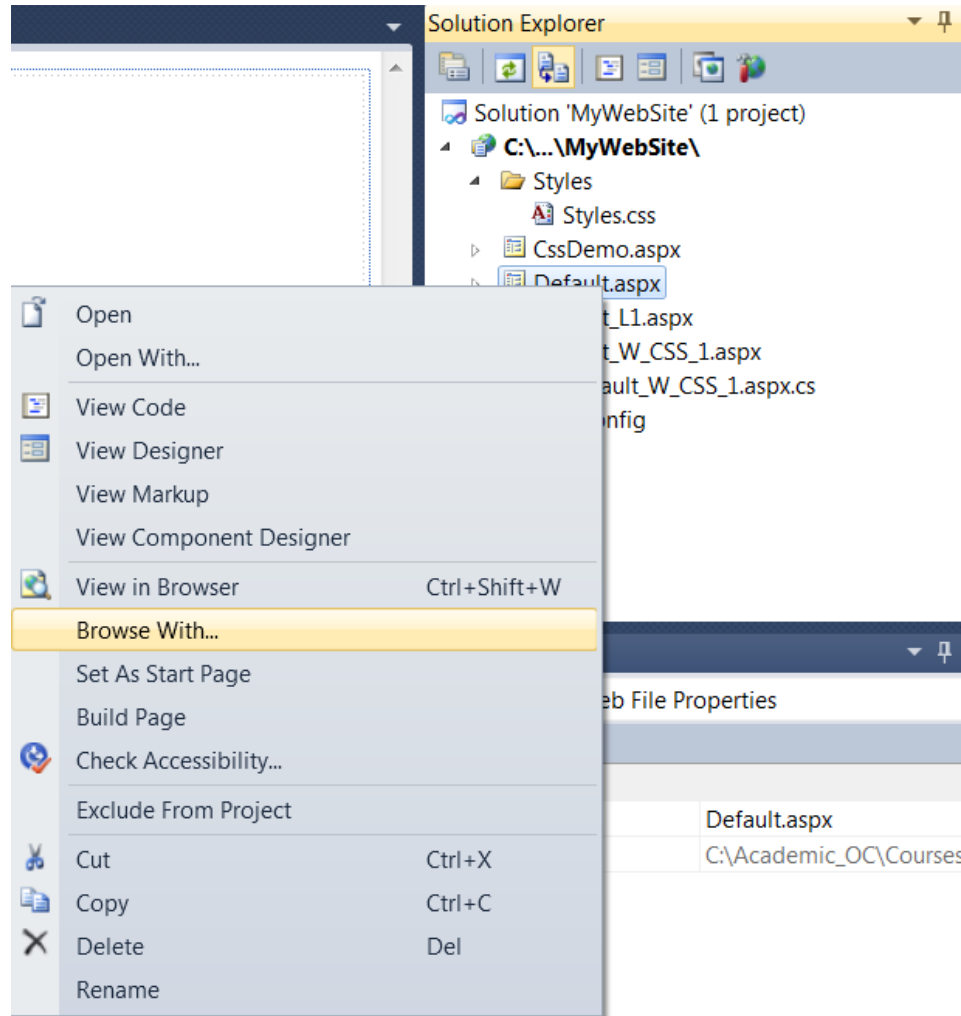 Solution Explorer
Solution 'MyWebSite' (1 project)
C:\...\MyWebSite\
Styles
Styles.css
CssDemo.aspx
Default.aspx
t_L1.aspx
t_W_CSS_1.aspx
ault_W_CSS_1.aspx.cs
nfig
Open
Open With...
View Code
View Designer
View Markup
View Component Designer
View in Browser Ctrl+Shift+W
Browse With...
Set As Start Page
Build Page
Check Accessibility...
Exclude From Project
Cut Ctrl+X
Copy Ctrl+C
Delete Del
Rename
eb File Properties
Default.aspx
C:\Academic_OC\Courses